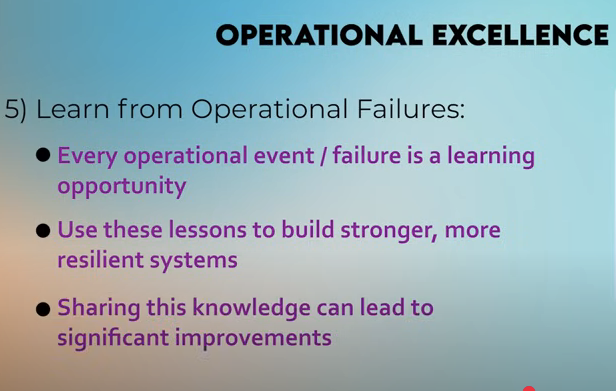 OPERATIONAL EXCELLENCE
5) Learn from Operational Failures:
● Every operational event / failure is a learning
opportunity
● Use these lessons to build stronger, more
resilient systems
● Sharing this knowledge can lead to
significant improvements